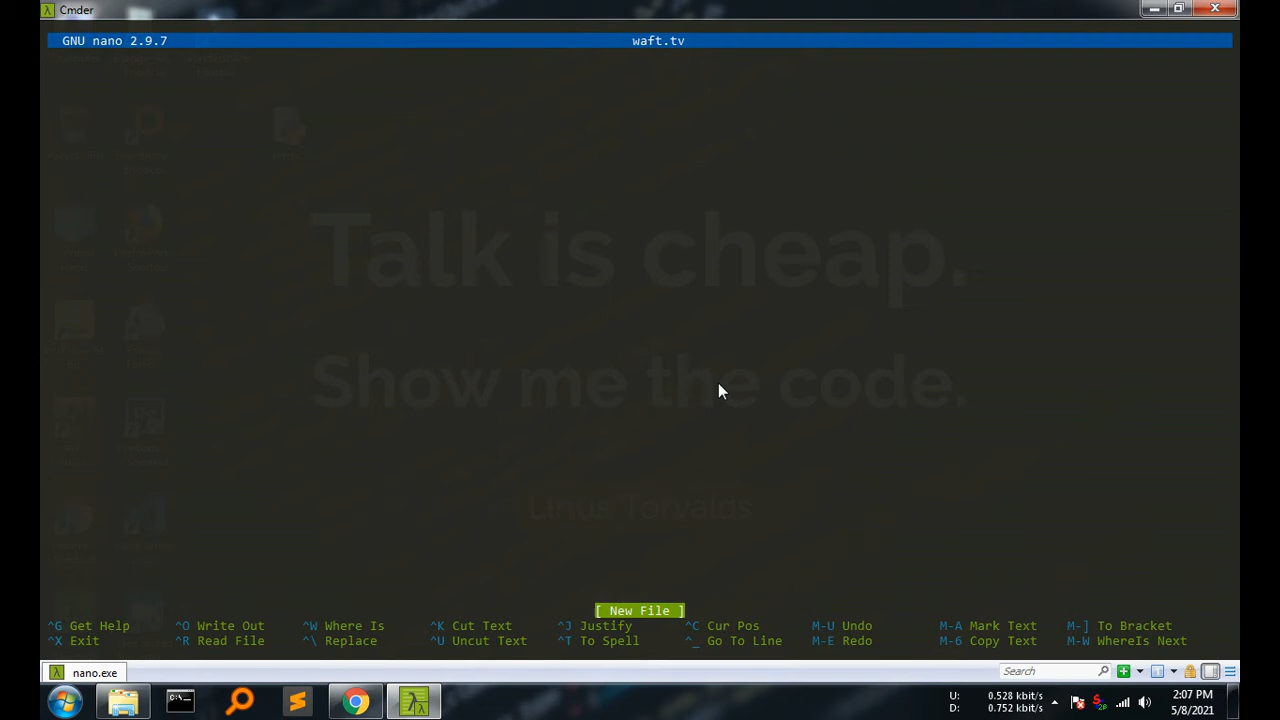 Cmder
GNU nano 2.9.7 waft.tv
Talk is cheap.
Show me the code.
Linus Torvalds
[ New File ]
^G Get Help ^O Write Out ^W Where Is ^K Cut Text ^J Justify ^C Cur Pos M-U Undo M-A Mark Text M-] To Bracket
^X Exit ^R Read File ^\ Replace ^U Uncut Text ^T To Spell ^_ Go To Line M-E Redo M-6 Copy Text M-W WhereIs Next
nano.exe Search
U: 0.528 kbit/s 2:07 PM
D: 0.752 kbit/s 5/8/2021